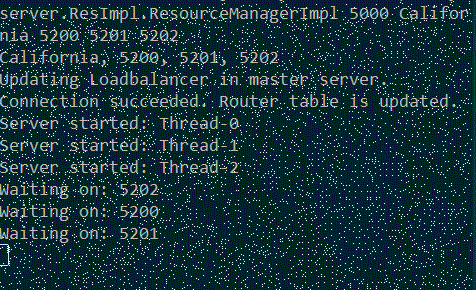 server.ResImpl.ResourceManagerImpl 5000 Califor
nia 5200 5201 5202
California, 5200, 5201, 5202
Updating Loadbalancer in master server.
Connection succeeded. Router table is updated.
Server started: Thread-0
Server started: Thread-1
Server started: Thread-2
Waiting on: 5202
Waiting on: 5200
Waiting on: 5201